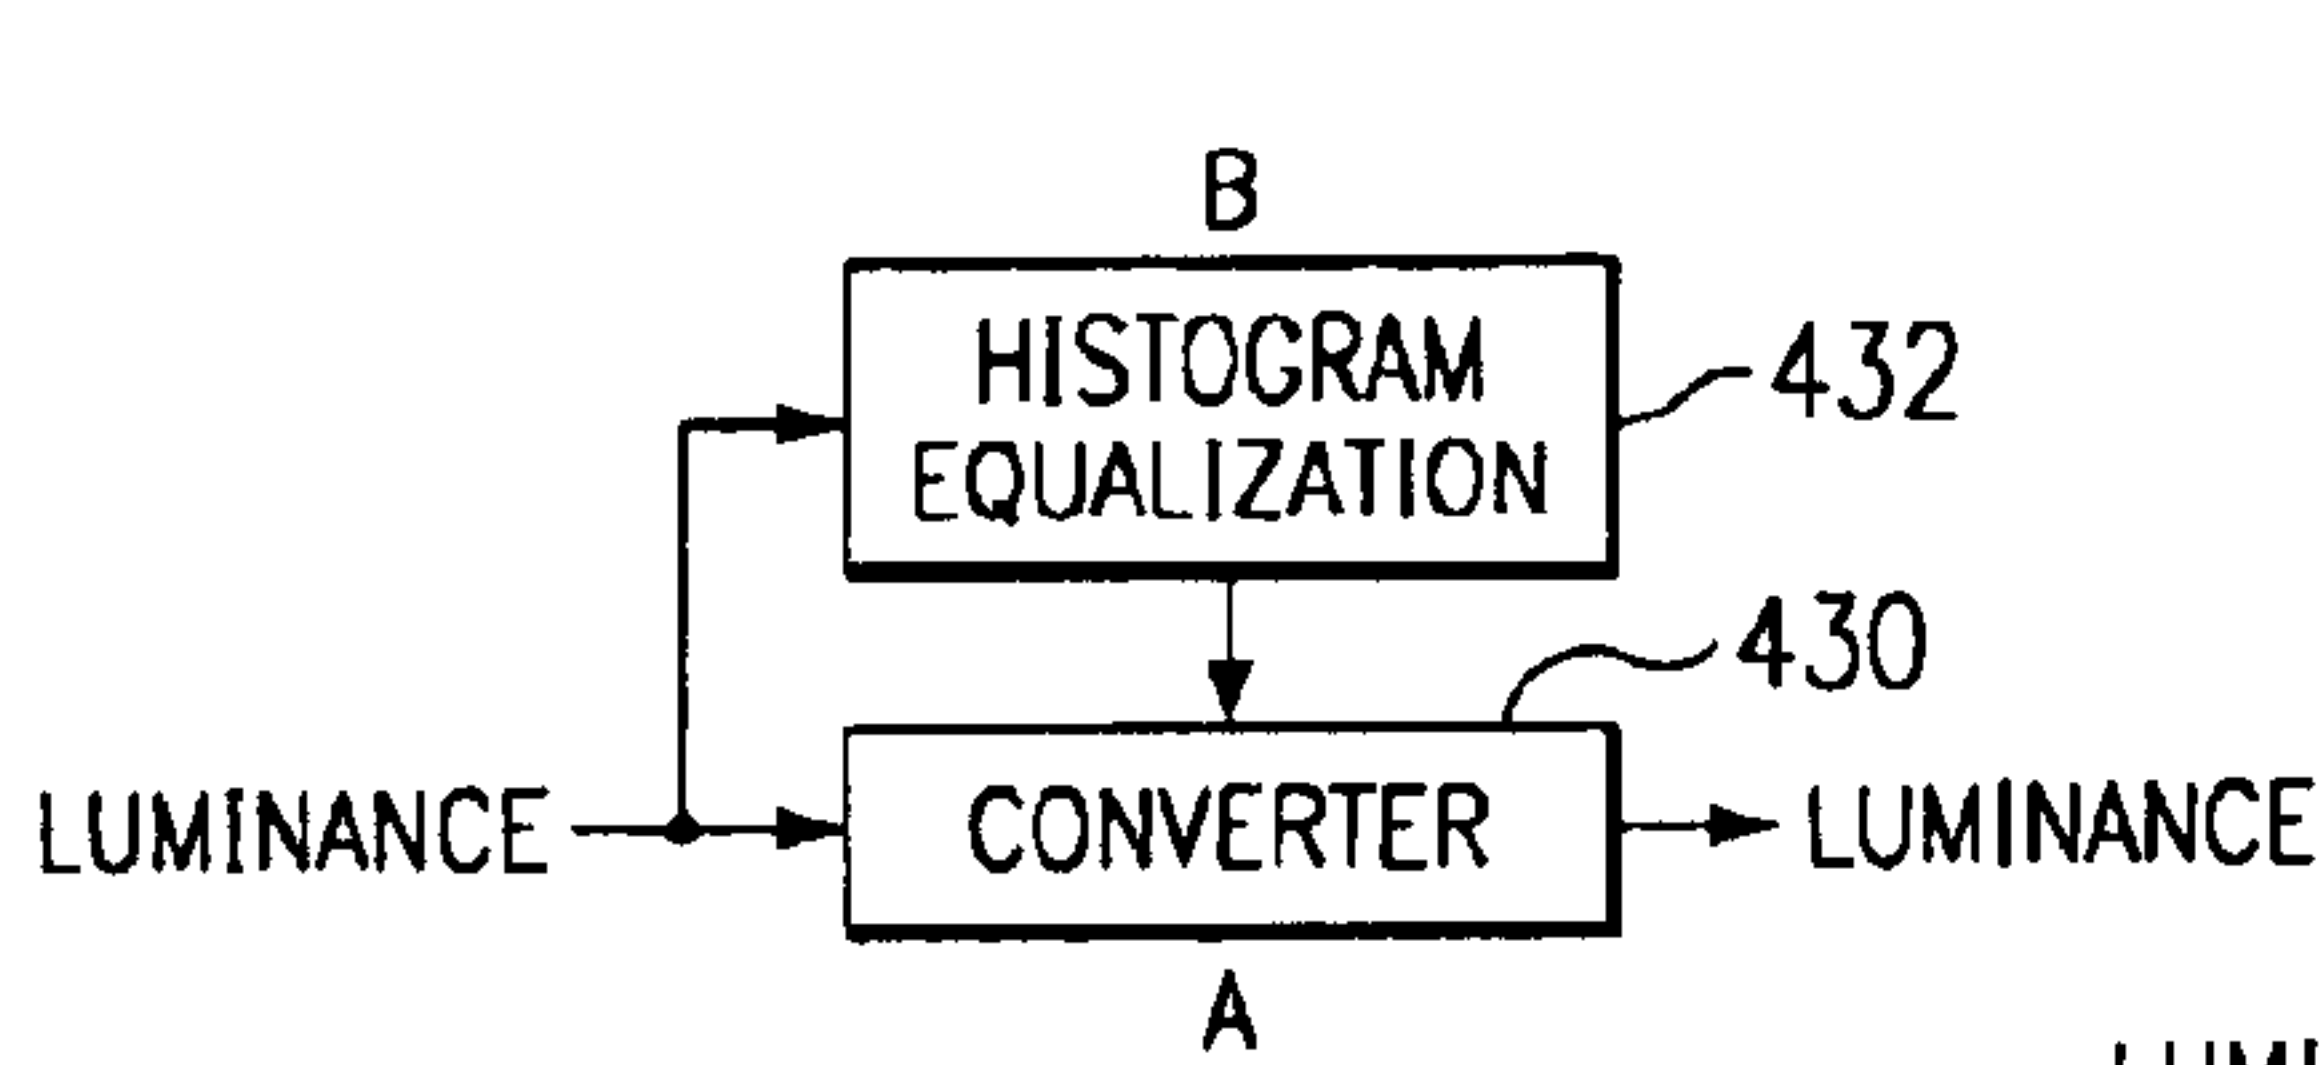 B
HISTOGRAM
EQUALIZATION
432
430
LUMINANCE
CONVERTER
LUMINANCE
A